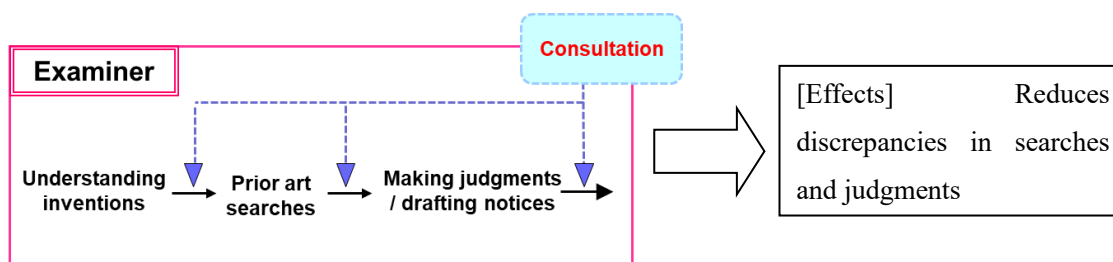 Consultation
Examiner
Understanding
inventions
Prior art
searches
Making judgments
/ drafting notices
[Effects] Reduces
discrepancies in searches
and judgments